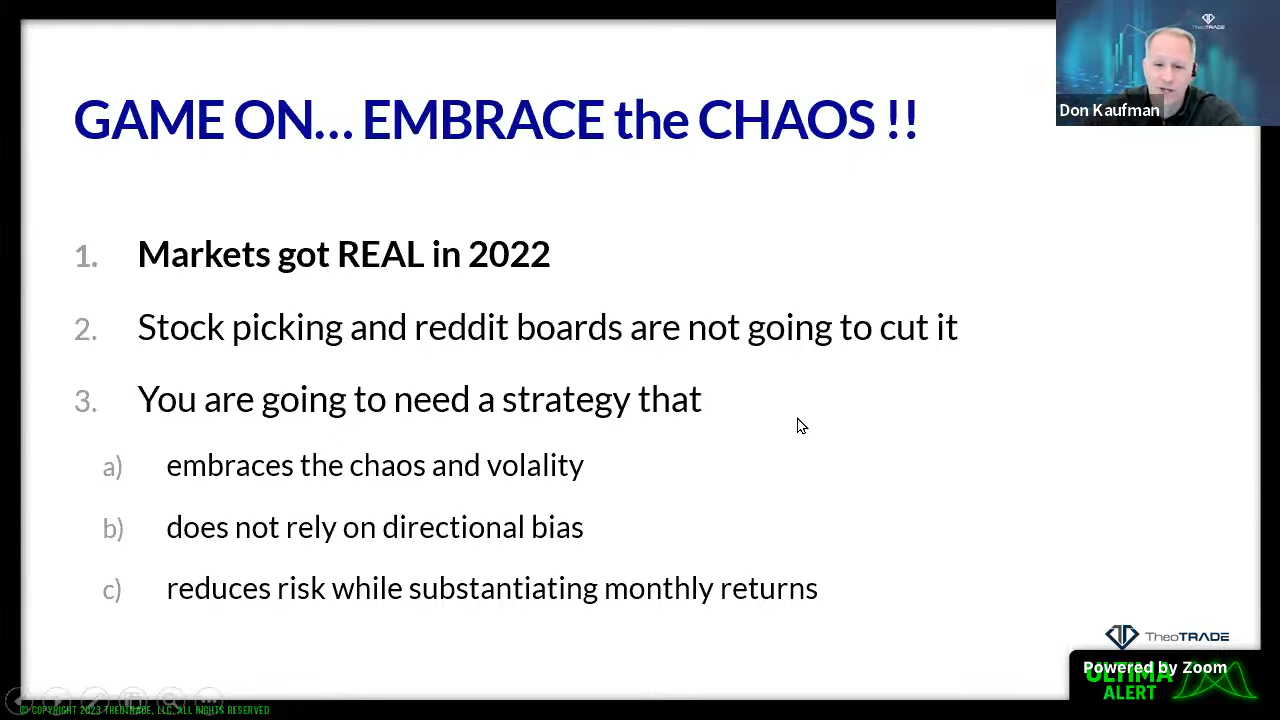 TheoTRADE
Don Kaufman
GAME ON... EMBRACE the CHAOS !!
1. Markets got REAL in 2022
2. Stock picking and reddit boards are not going to cut it
3. You are going to need a strategy that
a) embraces the chaos and volality
b) does not rely on directional bias
c) reduces risk while substantiating monthly returns
TheoTRADE
Powered by Zoom
ULTIMA
ALERT
© COPYRIGHT 2023 THEOTRADE, LLC. ALL RIGHTS RESERVED